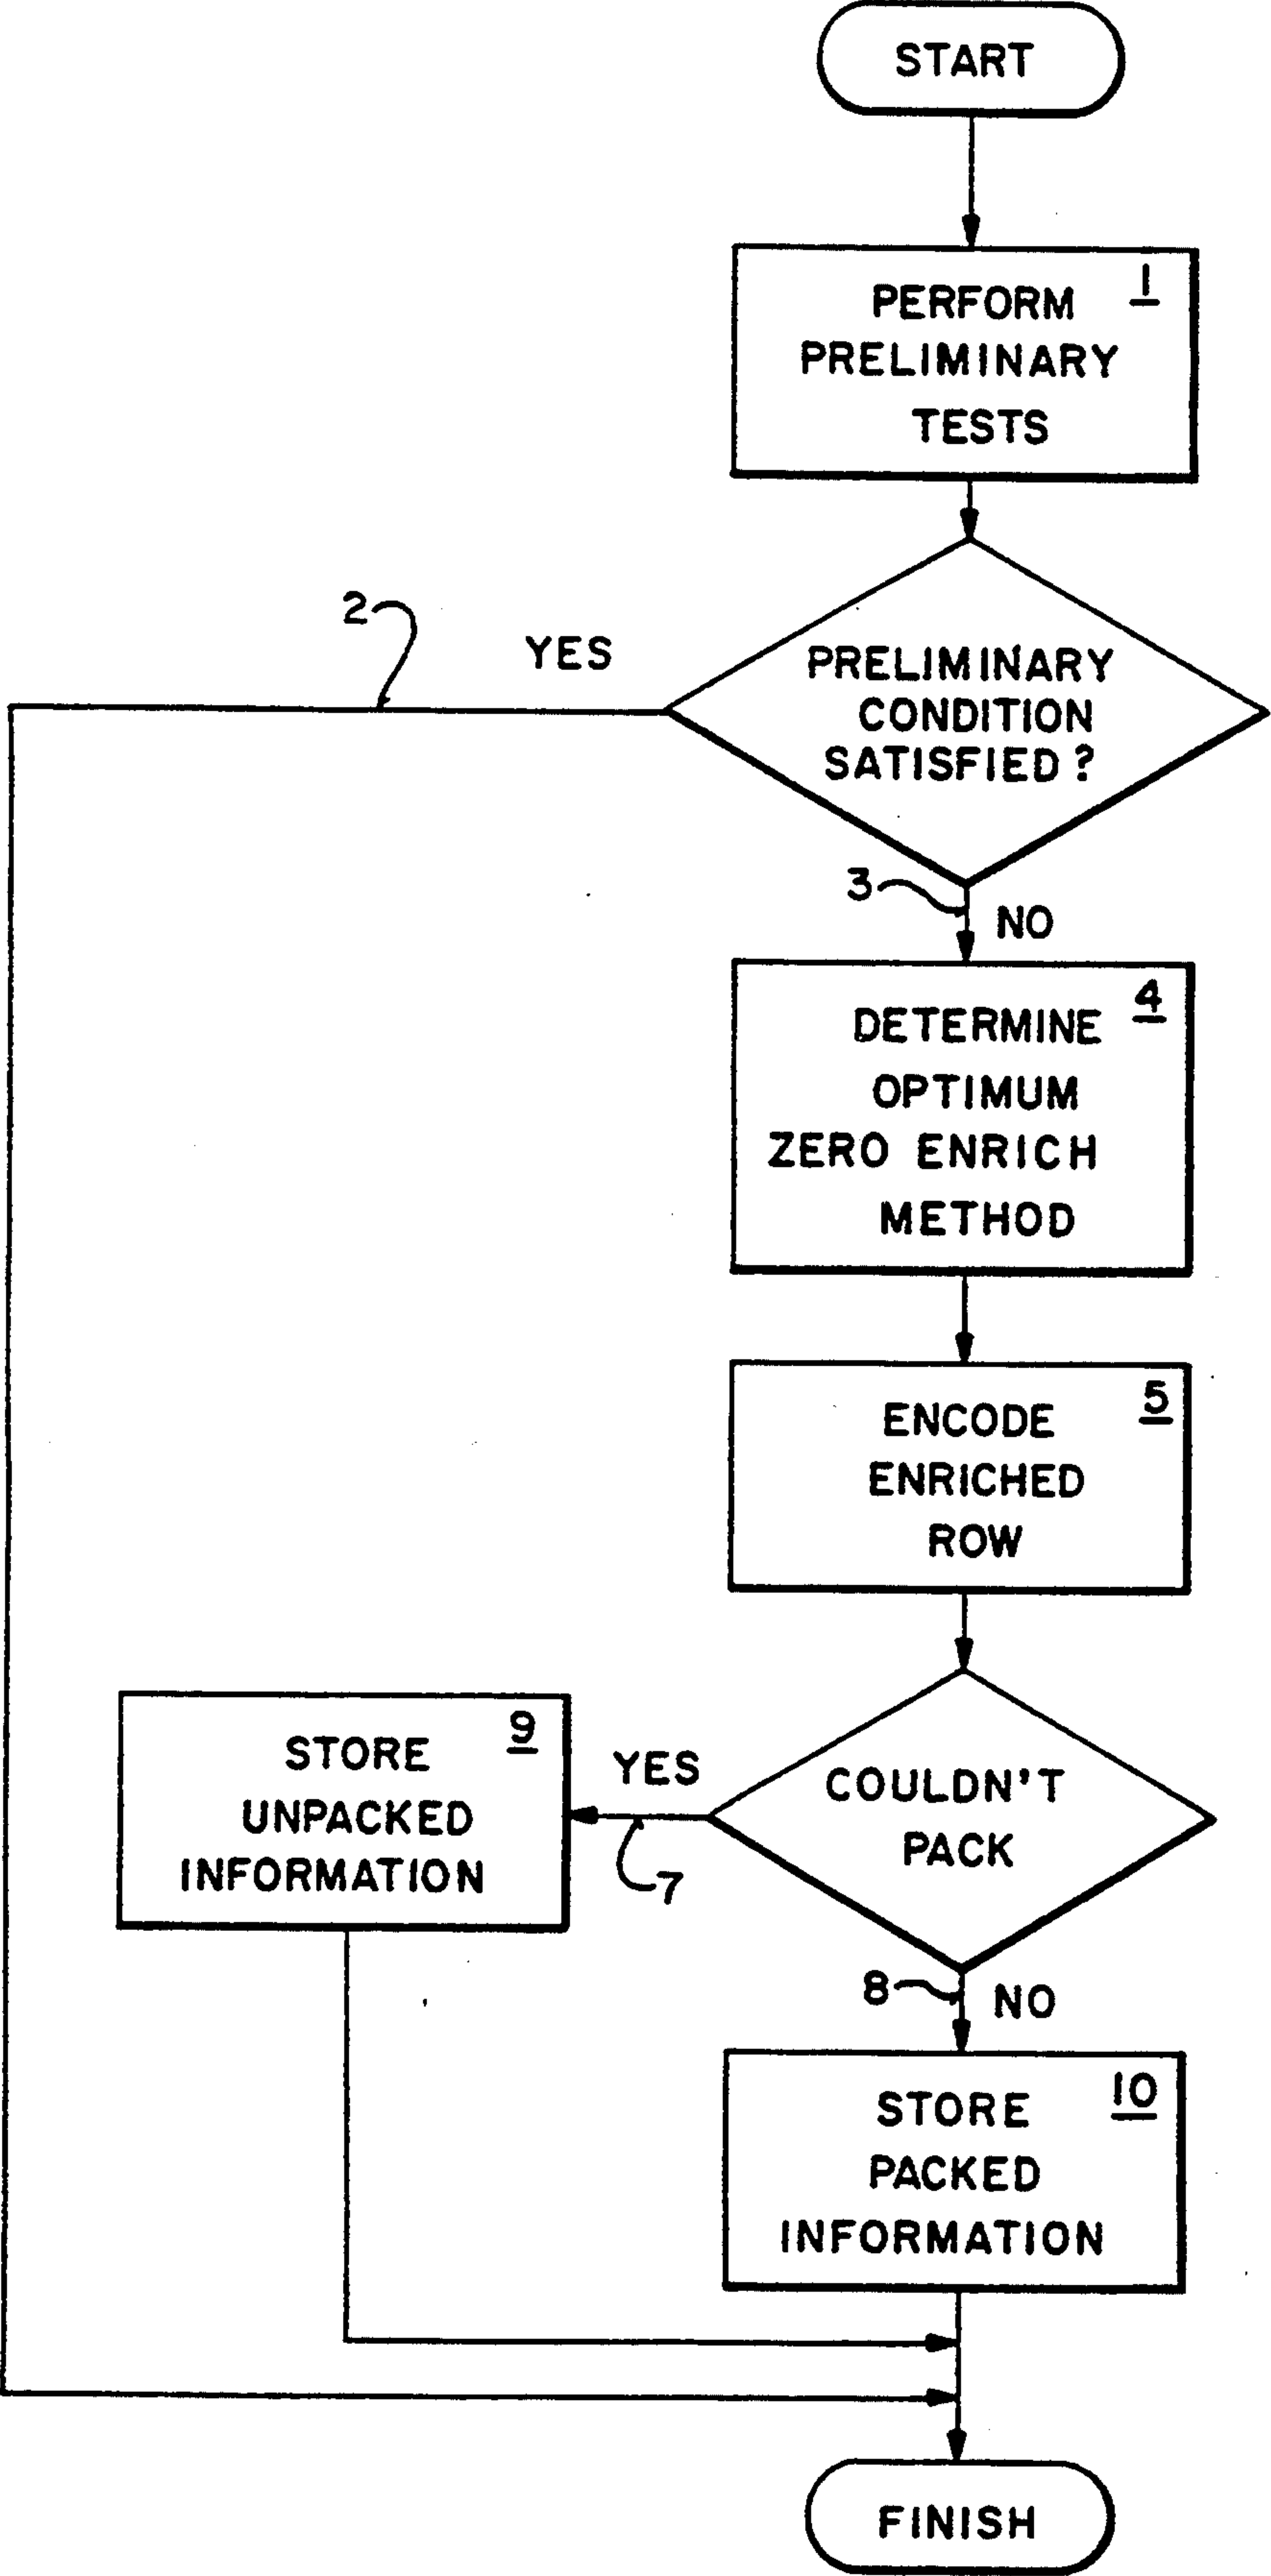 START
1
PERFORM
PRELIMINARY
TESTS
2
YES
PRELIMINARY
CONDITION
SATISFIED?
3
NO
4
DETERMINE
OPTIMUM
ZERO ENRICH
METHOD
5
ENCODE
ENRICHED
ROW
9
STORE
UNPACKED
INFORMATION
YES
7
COULDN'T
PACK
8
NO
10
STORE
PACKED
INFORMATION
FINISH